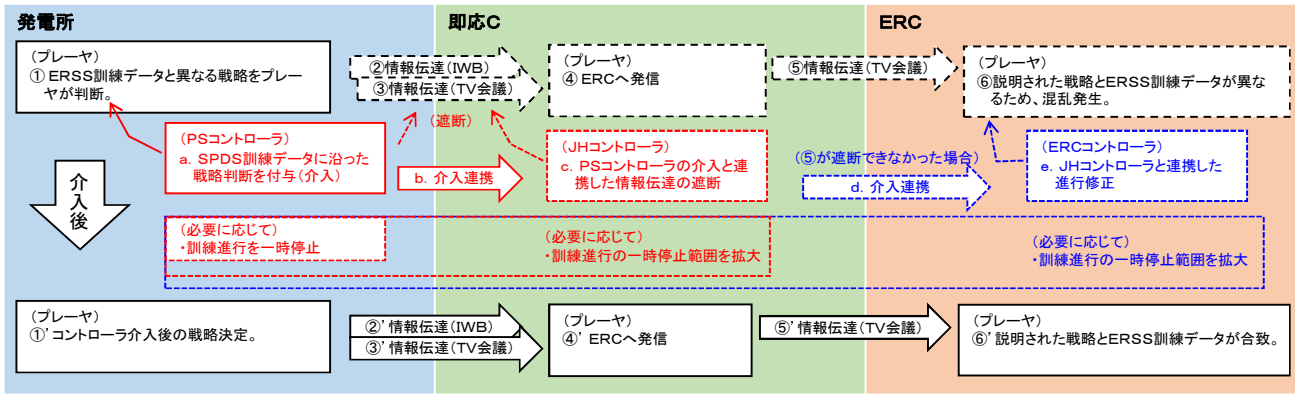 発電所
即応C
ERC
（プレーヤ）
① ERSS訓練データと異なる戦略をプレー
ヤが判断。
②情報伝達（IWB）
③情報伝達（TV会議）
（プレーヤ）
④ ERCへ発信
⑤情報伝達（TV会議）
（プレーヤ）
⑥説明された戦略とERSS訓練データが異な
るため、混乱発生。
（遮断）
（PSコントローラ）
a. SPDS訓練データに沿った
戦略判断を付与（介入）
b. 介入連携
（JHコントローラ）
c. PSコントローラの介入と連
携した情報伝達の遮断
（⑤が遮断できなかった場合）
d. 介入連携
（ERCコントローラ）
e. JHコントローラと連携した
進行修正
介入後
（必要に応じて）
・訓練進行を一時停止
（必要に応じて）
・訓練進行の一時停止範囲を拡大
（必要に応じて）
・訓練進行の一時停止範囲を拡大
（プレーヤ）
①’コントローラ介入後の戦略決定。
②’情報伝達（IWB）
③’情報伝達（TV会議）
（プレーヤ）
④’ERCへ発信
⑤’情報伝達（TV会議）
（プレーヤ）
⑥’説明された戦略とERSS訓練データが合致。